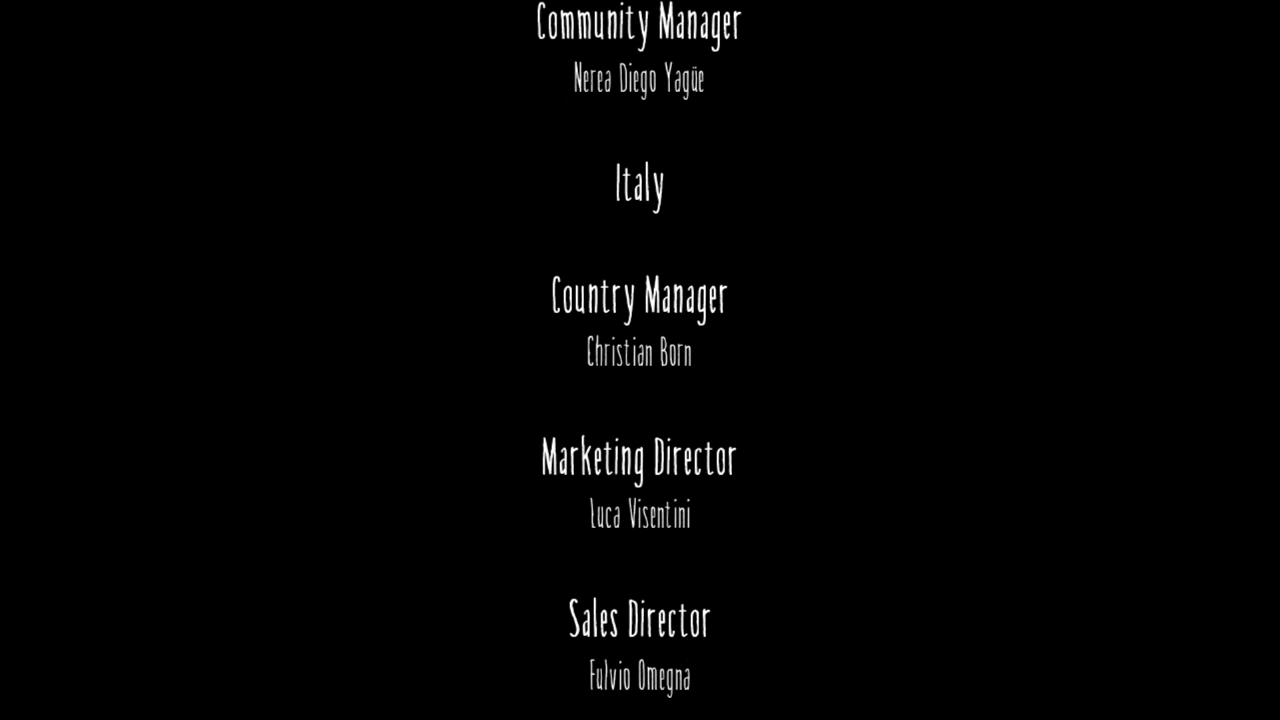 Community Manager
Nerea Diego Yagüe
Italy
Country Manager
Christian Born
Marketing Director
Luca Visentini
Sales Director
Fulvio Omegna